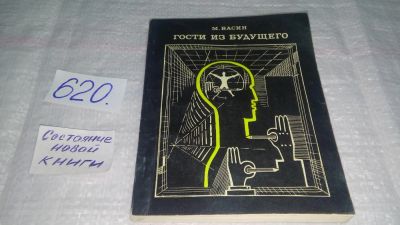 М. ВАСИН
ГОСТИ ИЗ БУДУЩЕГО
620.
Состояние
новой
книги